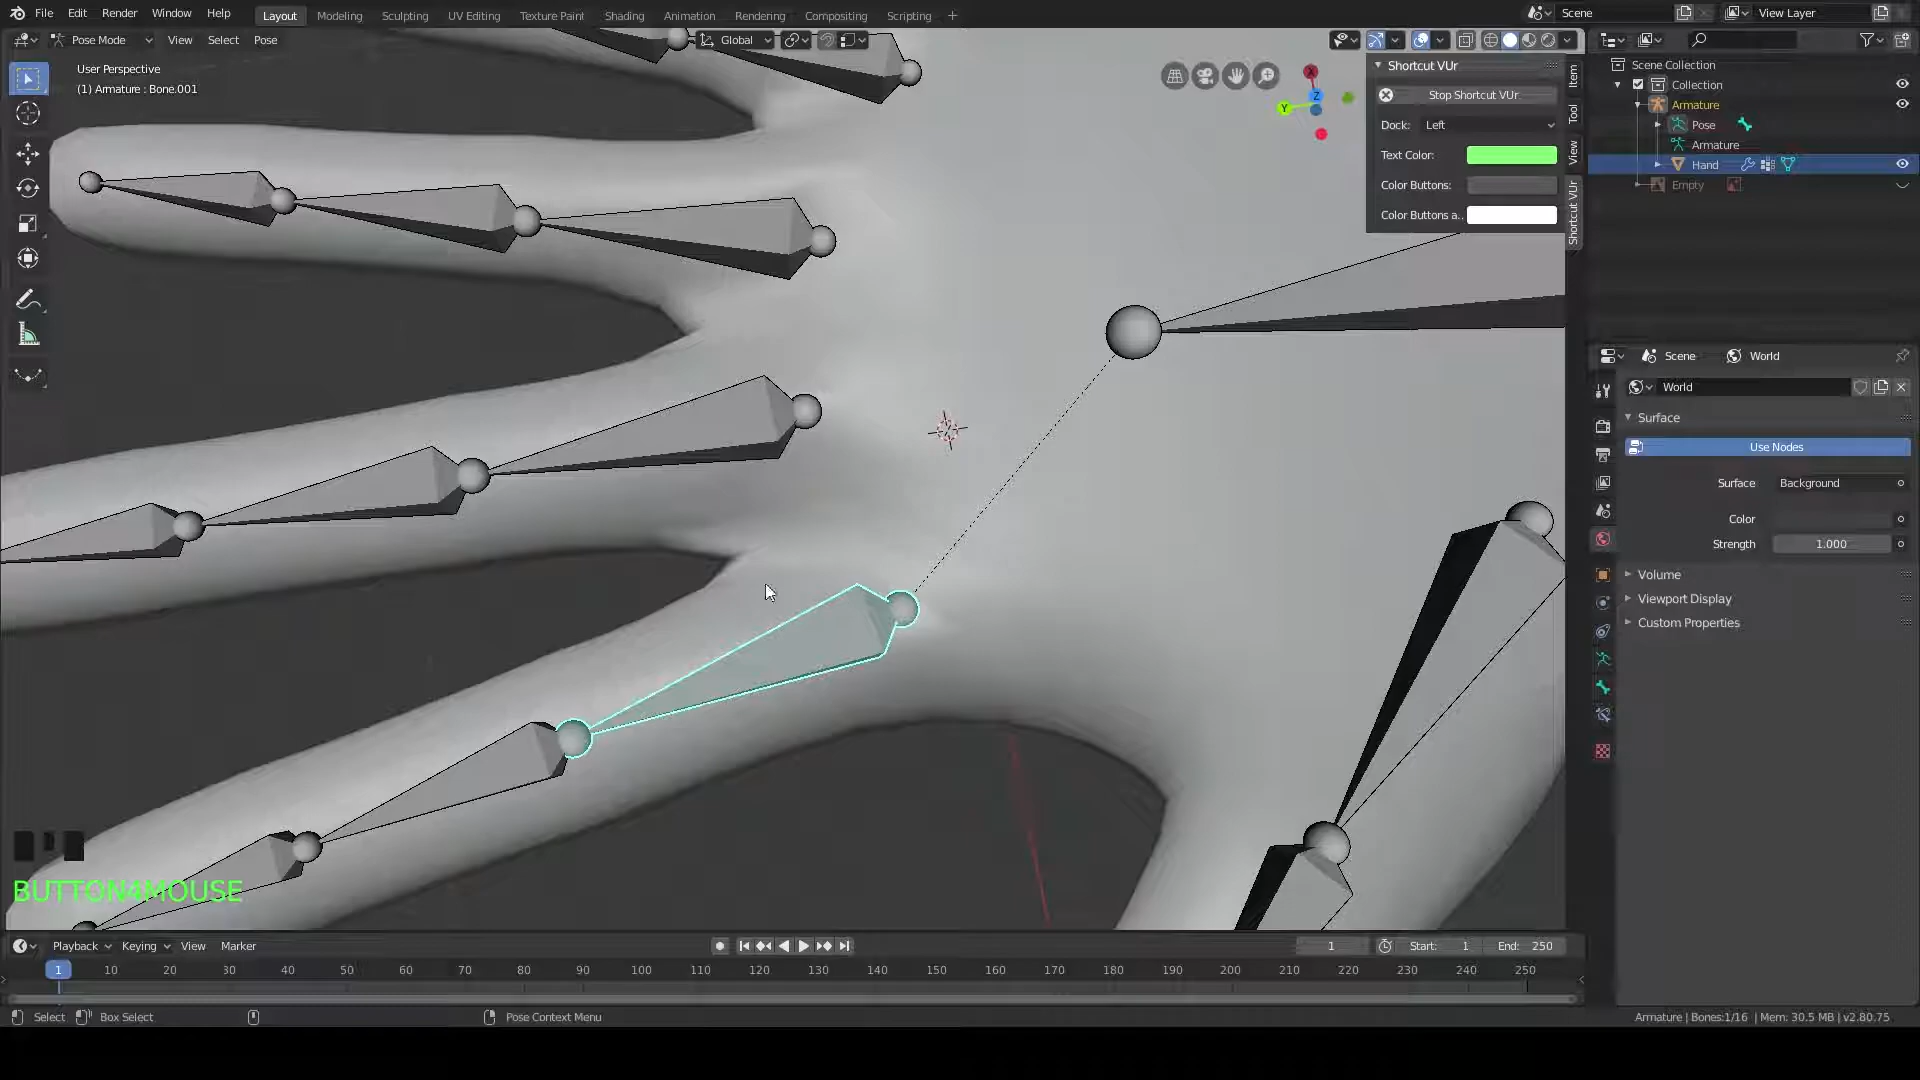 File Edit Render Window Help Layout Modeling Sculpting UV Editing Texture Paint Shading Animation Rendering Compositing Scripting + Scene View Layer
Pose Mode View Select Pose Global
User Perspective
(1) Armature : Bone.001
Shortcut VUr
Stop Shortcut VUr
Dock: Left
Text Color:
Color Buttons:
Color Buttons a..
Item
Tool
View
Shortcut VUr
X
Y
Z
Scene Collection
Collection
Armature
Pose
Armature
Hand
Empty
Scene World
World
Surface
Use Nodes
Surface Background
Color
Strength 1.000
Volume
Viewport Display
Custom Properties
BUTTON4MOUSE
Playback Keying View Marker 1 Start: 1 End: 250
1 10 20 30 40 50 60 70 80 90 100 110 120 130 140 150 160 170 180 190 200 210 220 230 240 250
Select Box Select Pose Context Menu Armature | Bones:1/16 | Mem: 30.5 MB | v2.80.75